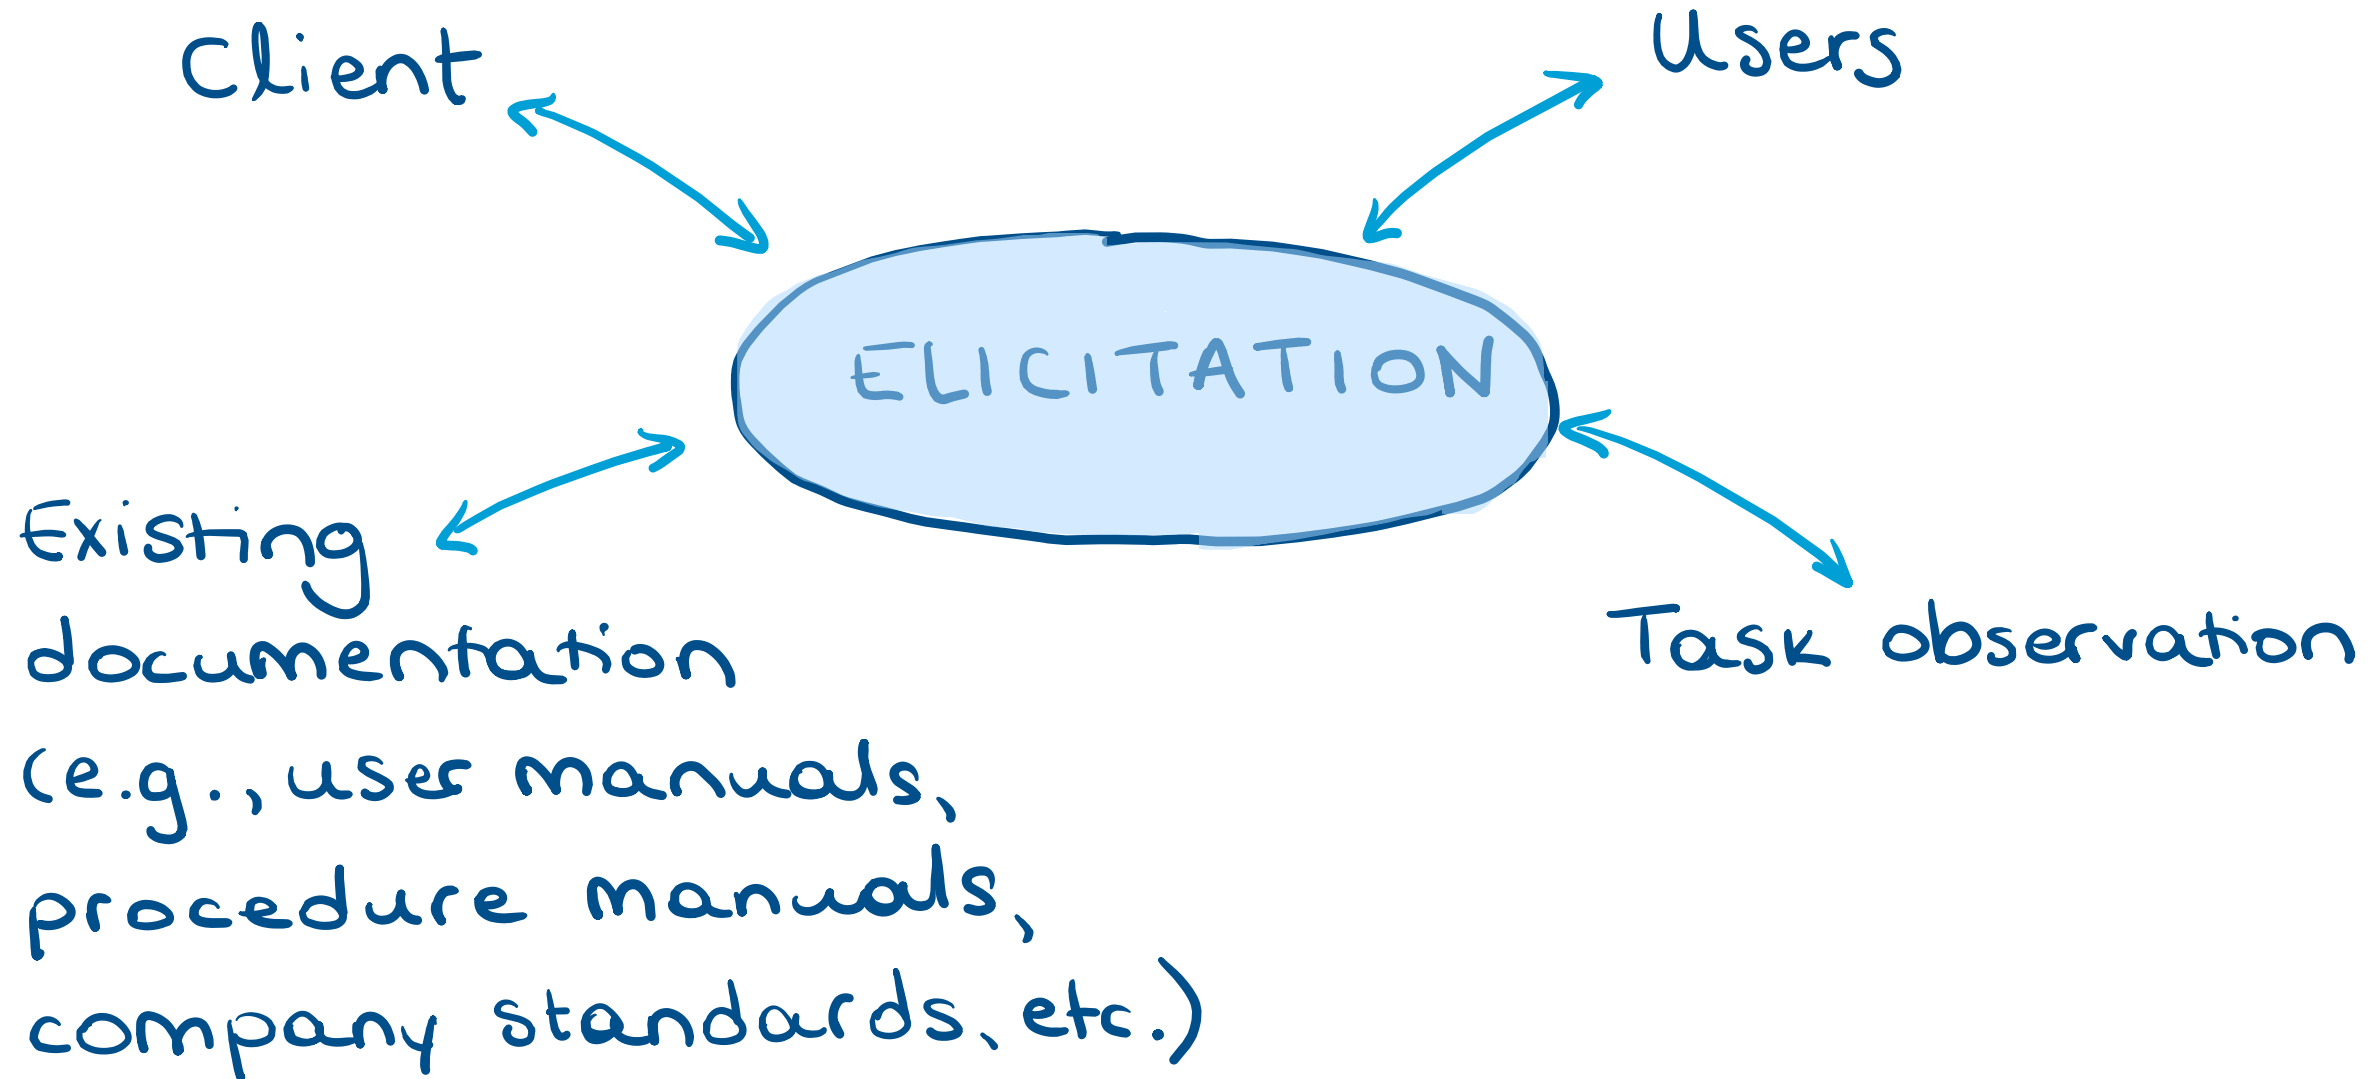 Client
Users
ELICITATION
Existing
documentation
(e.g., user manuals,
procedure manuals,
company standards, etc.)
Task observation